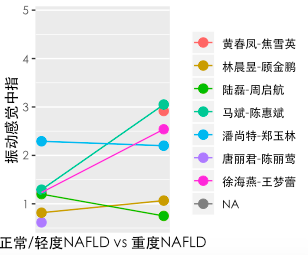 5
4
3
2
1
振动感觉中指
正常/轻度NAFLD vs 重度NAFLD
黄春凤-焦雪英
林晨昱-顾金鹏
陆磊-周启航
马斌-陈惠斌
潘尚特-郑玉林
唐丽君-陈丽莺
徐海燕-王梦蕾
NA